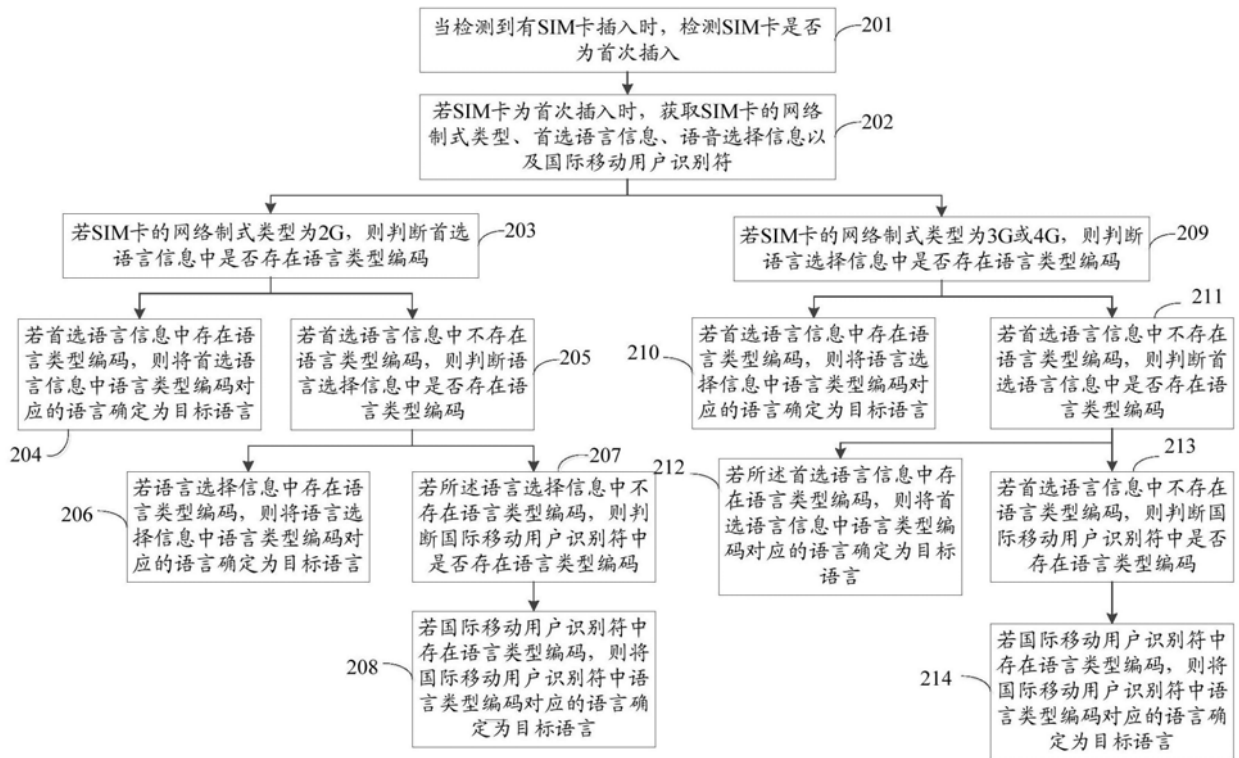 当检测到有SIM卡插入时，检测SIM卡是否
为首次插入
201
若SIM卡为首次插入时，获取SIM卡的网络
制式类型、首选语言信息、语音选择信息以
及国际移动用户识别符
202
若SIM卡的网络制式类型为2G，则判断首选
语言信息中是否存在语言类型编码
203
若SIM卡的网络制式类型为3G或4G，则判断
语言选择信息中是否存在语言类型编码
209
若首选语言信息中存在语
言类型编码，则将首选语
言信息中语言类型编码对
应的语言确定为目标语言
204
若首选语言信息中不存在
语言类型编码，则判断语
言选择信息中是否存在语
言类型编码
205
210
若首选语言信息中存在语
言类型编码，则将语言选
择信息中语言类型编码对
应的语言确定为目标语言
211
若首选语言信息中不存在
语言类型编码，则判断首
选语言信息中是否存在语
言类型编码
206
若语言选择信息中存在语
言类型编码，则将语言选
择信息中语言类型编码对
应的语言确定为目标语言
207
若所述语言选择信息中不
存在语言类型编码，则判
断国际移动用户识别符中
是否存在语言类型编码
212
若所述首选语言信息中存
在语言类型编码，则将首
选语言信息中语言类型编
码对应的语言确定为目标
语言
213
若首选语言信息中不存在
语言类型编码，则判断国
际移动用户识别符中是否
存在语言类型编码
208
若国际移动用户识别符中
存在语言类型编码，则将
国际移动用户识别符中语
言类型编码对应的语言确
定为目标语言
214
若国际移动用户识别符中
存在语言类型编码，则将
国际移动用户识别符中语
言类型编码对应的语言确
定为目标语言